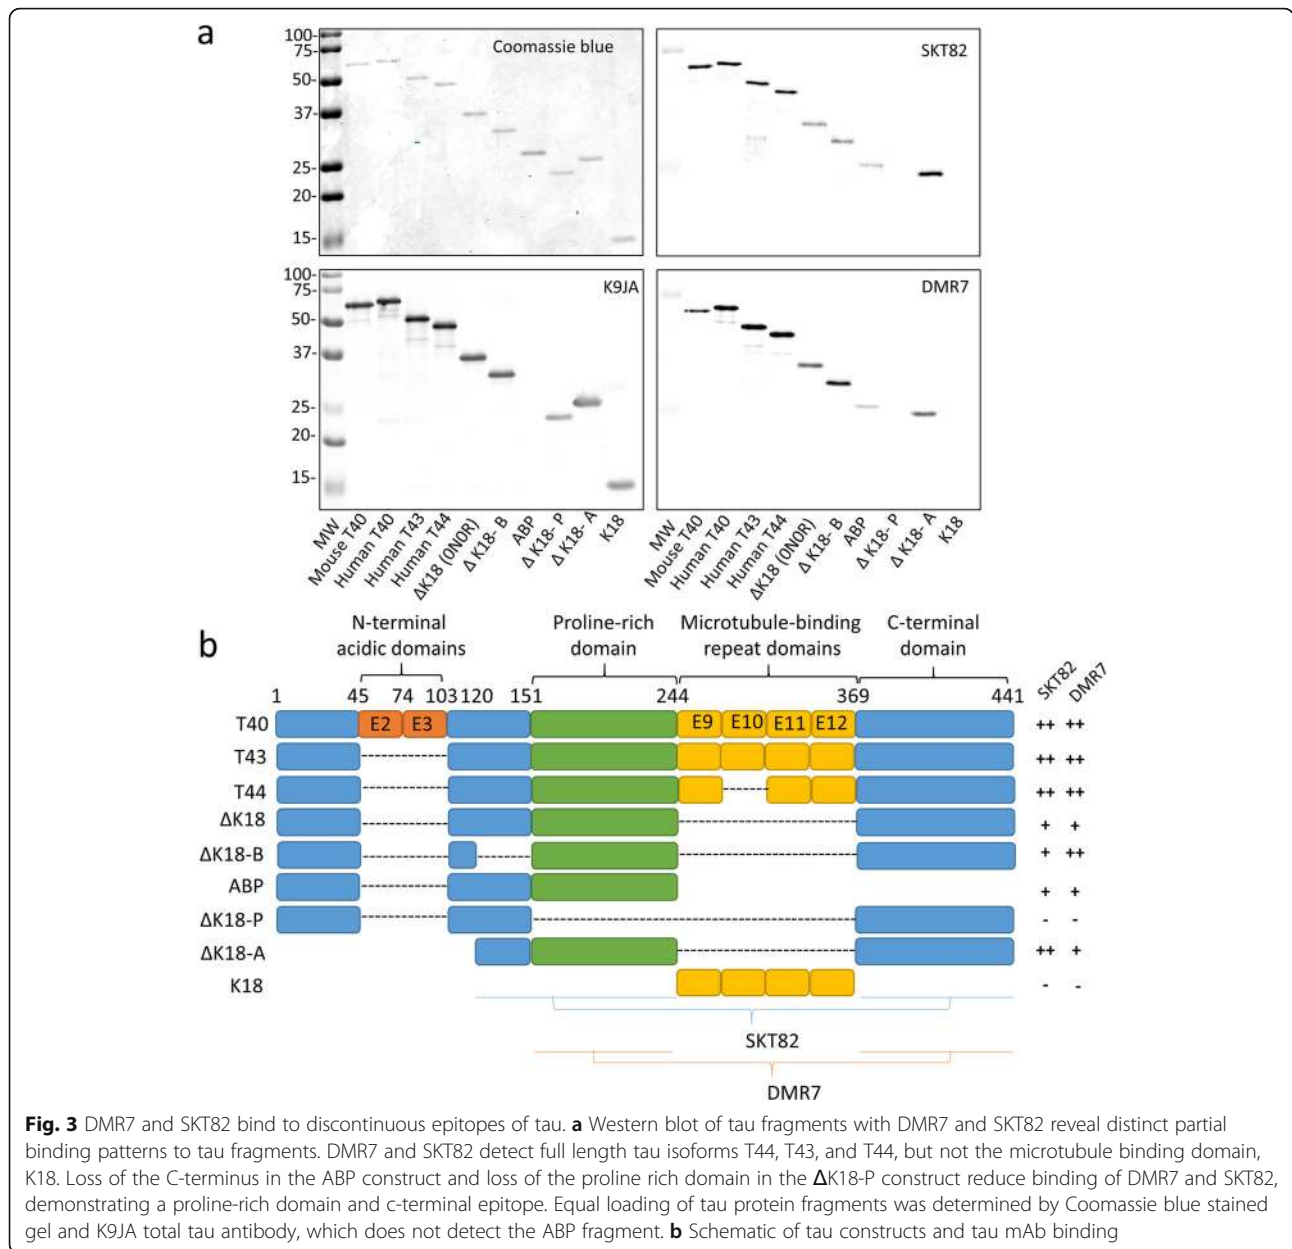 a
Coomassie blue
100-
75-
50-
37-
25-
20-
15-
SKT82
K9JA
100-
75-
50-
37-
25-
20-
15-
DMR7
MW
Mouse T40
Human T40
Human T43
Human T44
ΔK18 (0N0R)
Δ K18- B
ABP
Δ K18- P
Δ K18- A
K18
MW
Mouse T40
Human T40
Human T43
Human T44
ΔK18 (0N0R)
Δ K18- B
ABP
Δ K18- P
Δ K18- A
K18
b
N-terminal
acidic domains
Proline-rich
domain
Microtubule-binding
repeat domains
C-terminal
domain
1 45 74 103 120 151 244 369 441
SKT82 DMR7
T40 E2 E3 E9 E10 E11 E12 ++ ++
T43 ++ ++
T44 ++ ++
ΔK18 + +
ΔK18-B + ++
ABP + +
ΔK18-P - -
ΔK18-A ++ +
K18 - -
SKT82
DMR7
Fig. 3 DMR7 and SKT82 bind to discontinuous epitopes of tau. a Western blot of tau fragments with DMR7 and SKT82 reveal distinct partial
binding patterns to tau fragments. DMR7 and SKT82 detect full length tau isoforms T44, T43, and T44, but not the microtubule binding domain,
K18. Loss of the C-terminus in the ABP construct and loss of the proline rich domain in the ΔK18-P construct reduce binding of DMR7 and SKT82,
demonstrating a proline-rich domain and c-terminal epitope. Equal loading of tau protein fragments was determined by Coomassie blue stained
gel and K9JA total tau antibody, which does not detect the ABP fragment. b Schematic of tau constructs and tau mAb binding